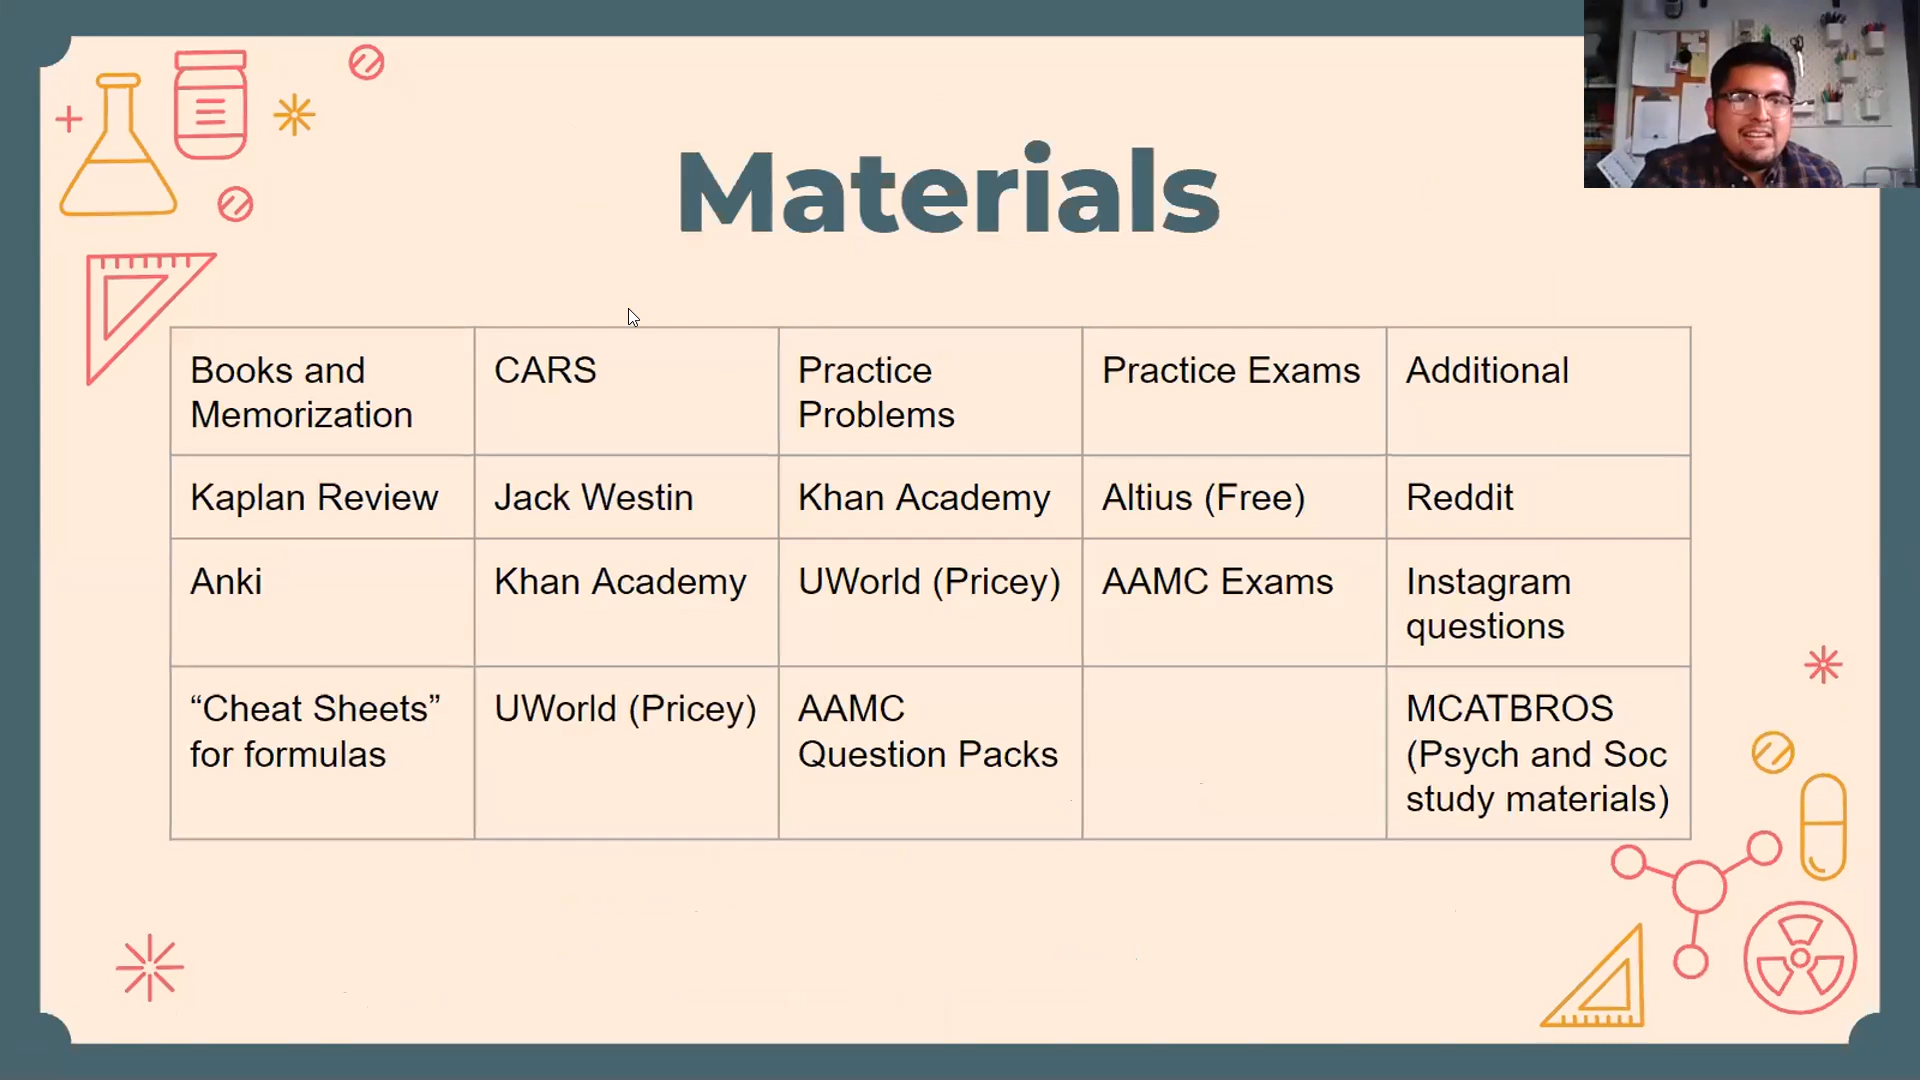 Materials
Books and
Memorization
CARS
Practice
Problems
Practice Exams
Additional
Kaplan Review
Jack Westin
Khan Academy
Altius (Free)
Reddit
Anki
Khan Academy
UWorld (Pricey)
AAMC Exams
Instagram
questions
“Cheat Sheets”
for formulas
UWorld (Pricey)
AAMC
Question Packs
MCATBROS
(Psych and Soc
study materials)